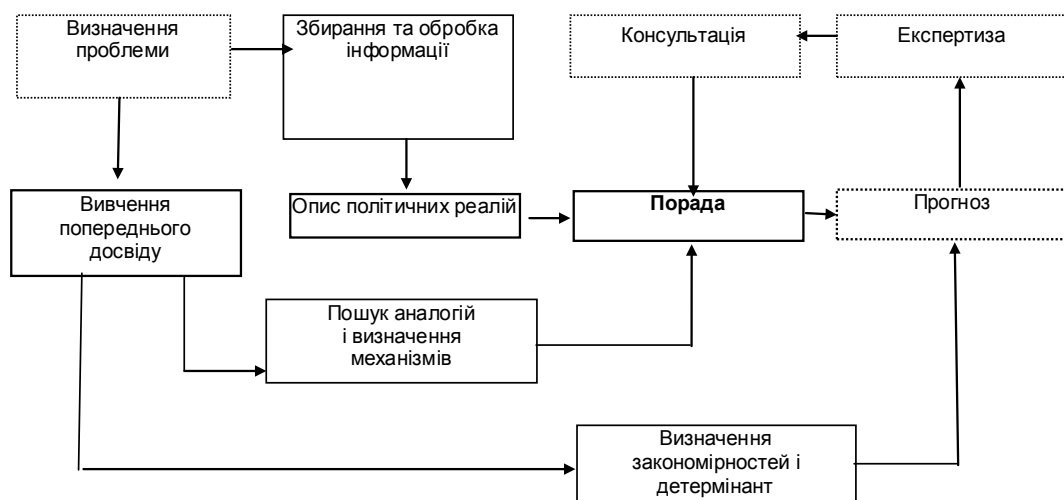 Визначення
проблеми
Збирання та обробка
інформації
Консультація
Експертиза
Вивчення
попереднього
досвіду
Опис політичних реалій
Порада
Прогноз
Пошук аналогій
і визначення
механізмів
Визначення
закономірностей і
детермінант